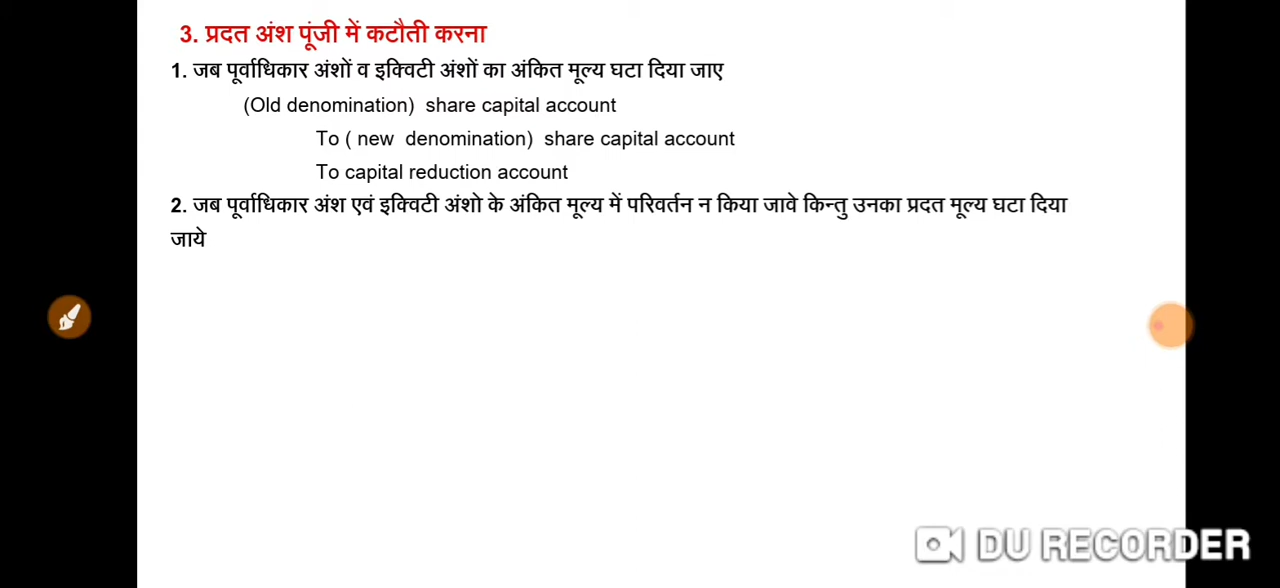 3. प्रदत अंश पूंजी में कटौती करना
1. जब पूर्वाधिकार अंशों व इक्विटी अंशों का अंकित मूल्य घटा दिया जाए
(Old denomination) share capital account
To ( new denomination) share capital account
To capital reduction account
2. जब पूर्वाधिकार अंश एवं इक्विटी अंशो के अंकित मूल्य में परिवर्तन न किया जावे किन्तु उनका प्रदत मूल्य घटा दिया
जाये
DU RECORDER